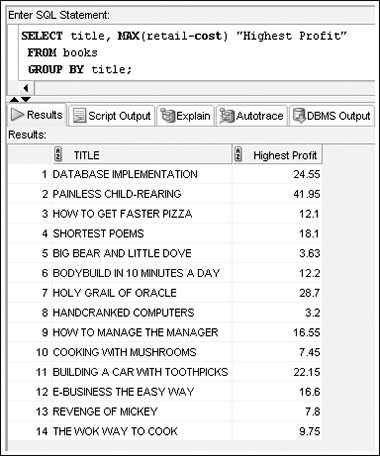 Enter SQL Statement:
SELECT title, MAX(retail-cost) "Highest Profit"
FROM books
GROUP BY title;
Results Script Output Explain Autotrace DBMS Output
Results:
TITLE Highest Profit
1 DATABASE IMPLEMENTATION 24.55
2 PAINLESS CHILD-REARING 41.95
3 HOW TO GET FASTER PIZZA 12.1
4 SHORTEST POEMS 18.1
5 BIG BEAR AND LITTLE DOVE 3.63
6 BODYBUILD IN 10 MINUTES A DAY 12.2
7 HOLY GRAIL OF ORACLE 28.7
8 HANDCRANKED COMPUTERS 3.2
9 HOW TO MANAGE THE MANAGER 16.55
10 COOKING WITH MUSHROOMS 7.45
11 BUILDING A CAR WITH TOOTHPICKS 22.15
12 E-BUSINESS THE EASY WAY 16.6
13 REVENGE OF MICKEY 7.8
14 THE WOK WAY TO COOK 9.75